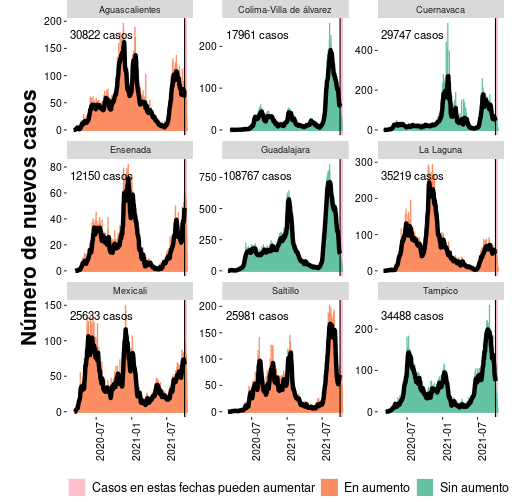 Número de nuevos casos
Aguascalientes
Colima-Villa de álvarez
Cuernavaca
200
150
100
50
0
30822 casos
200
100
0
17961 casos
400
200
0
29747 casos
Ensenada
Guadalajara
La Laguna
80
60
40
20
0
12150 casos
750
500
250
0
108767 casos
300
200
100
0
35219 casos
Mexicali
Saltillo
Tampico
150
100
50
0
25633 casos
200
150
100
50
0
25981 casos
200
100
0
34488 casos
2020-07
2021-01
2021-07
2020-07
2021-01
2021-07
2020-07
2021-01
2021-07
Casos en estas fechas pueden aumentar
En aumento
Sin aumento